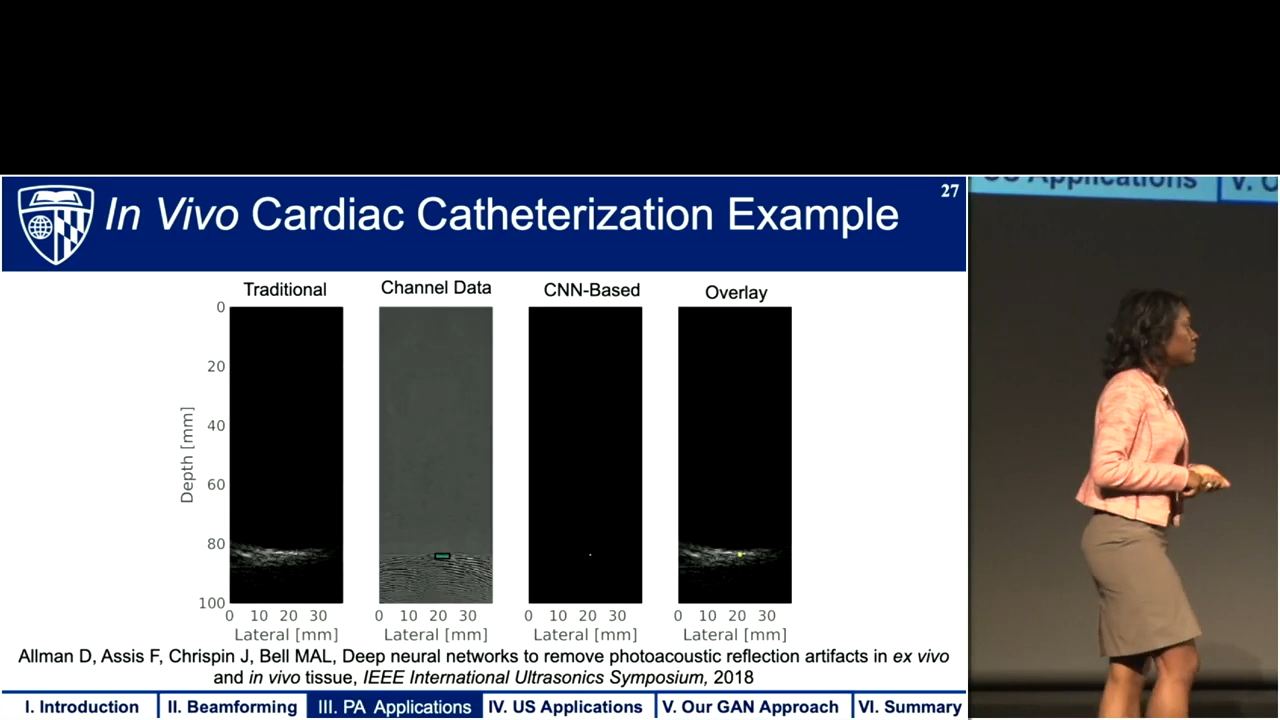 In Vivo Cardiac Catheterization Example
27
US Applications
V. O
Traditional
Channel Data
CNN-Based
Overlay
Depth [mm]
0
20
40
60
80
100
0 10 20 30
0 10 20 30
0 10 20 30
0 10 20 30
Lateral [mm]
Lateral [mm]
Lateral [mm]
Lateral [mm]
Allman D, Assis F, Chrispin J, Bell MAL, Deep neural networks to remove photoacoustic reflection artifacts in ex vivo
and in vivo tissue, IEEE International Ultrasonics Symposium, 2018
I. Introduction
II. Beamforming
III. PA Applications
IV. US Applications
V. Our GAN Approach
VI. Summary